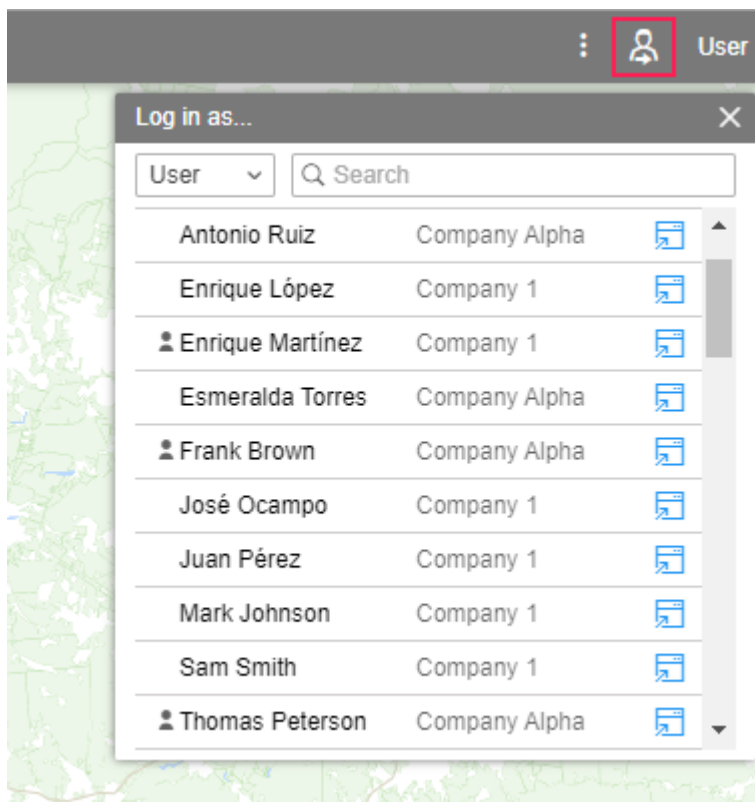 User
Log in as...
User Search
Antonio Ruiz Company Alpha
Enrique López Company 1
Enrique Martínez Company 1
Esmeralda Torres Company Alpha
Frank Brown Company Alpha
José Ocampo Company 1
Juan Pérez Company 1
Mark Johnson Company 1
Sam Smith Company 1
Thomas Peterson Company Alpha